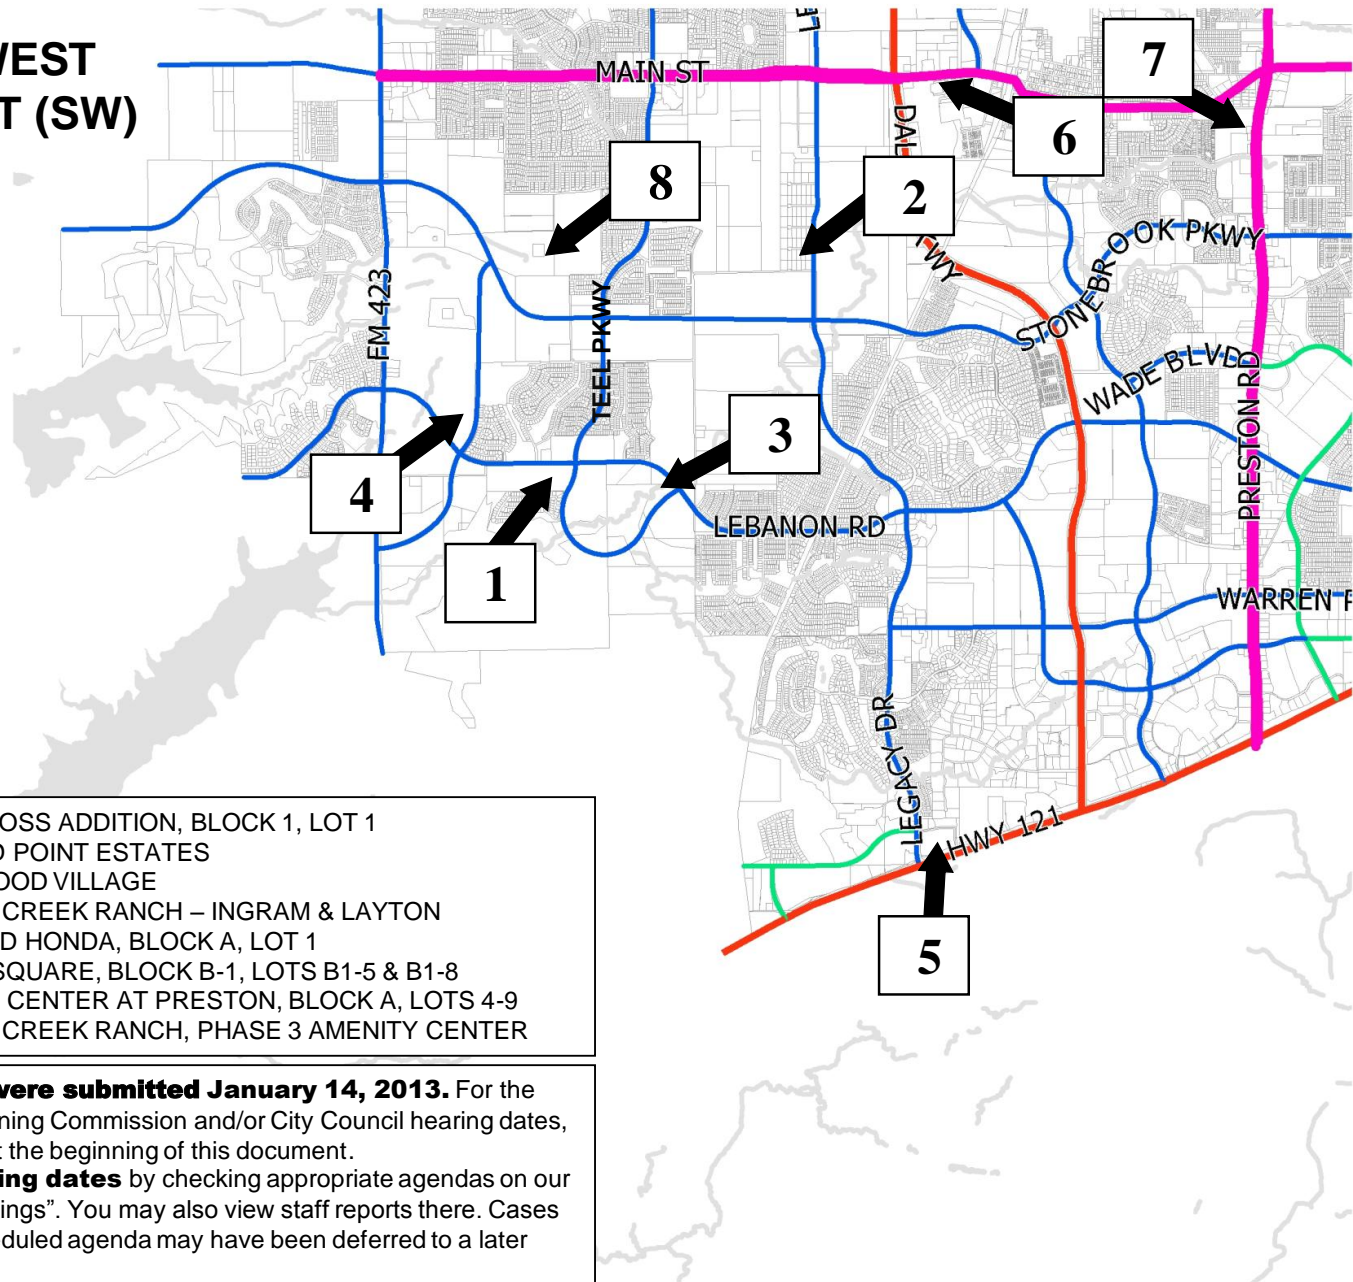 WEST
T (SW)
MAIN ST
LE
DAL
KWY
7
6
8
2
STONEBROOK PKWY
FM 423
TEEL PKWY
WADE BLVD
PRESTON RD
3
4
1
LEBANON RD
WARREN P
LEGACY DR
HWY 121
5
OSS ADDITION, BLOCK 1, LOT 1
D POINT ESTATES
OOD VILLAGE
CREEK RANCH – INGRAM & LAYTON
D HONDA, BLOCK A, LOT 1
SQUARE, BLOCK B-1, LOTS B1-5 & B1-8
CENTER AT PRESTON, BLOCK A, LOTS 4-9
CREEK RANCH, PHASE 3 AMENITY CENTER
were submitted January 14, 2013. For the
ning Commission and/or City Council hearing dates,
t the beginning of this document.
ing dates by checking appropriate agendas on our
ings”. You may also view staff reports there. Cases
duled agenda may have been deferred to a later